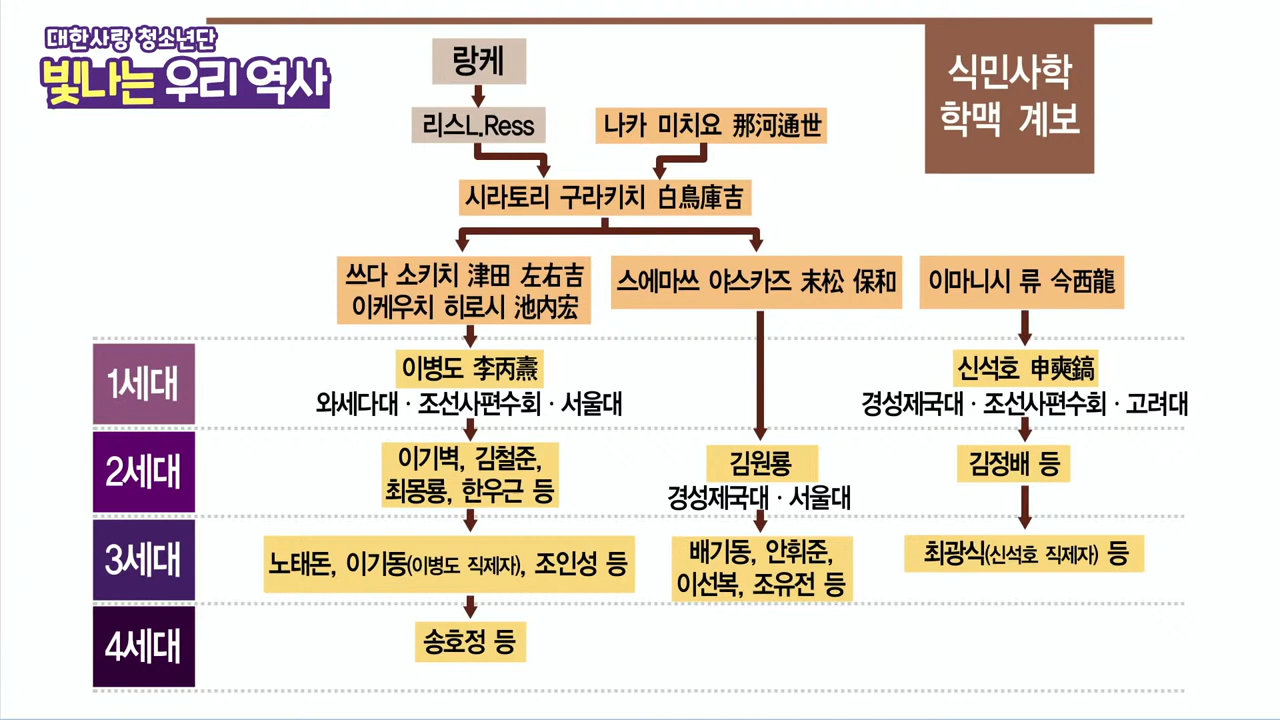 대한사랑 청소년단
빛나는 우리 역사
식민사학
학맥 계보
랑케
리스L.Ress
나카 미치요 那河通世
시라토리 구라키치 白鳥庫吉
쓰다 소키치 津田 左右吉
이케우치 히로시 池内宏
스에마쓰 야스카즈 末松 保和
이마니시 류 今西龍
1세대
이병도 李丙燾
와세다대 · 조선사편수회 · 서울대
신석호 申奭鎬
경성제국대 · 조선사편수회 · 고려대
2세대
이기벽, 김철준,
최몽룡, 한우근 등
김원룡
경성제국대 · 서울대
김정배 등
3세대
노태돈, 이기동(이병도 직제자), 조인성 등
배기동, 안휘준,
이선복, 조유전 등
최광식(신석호 직제자) 등
4세대
송호정 등